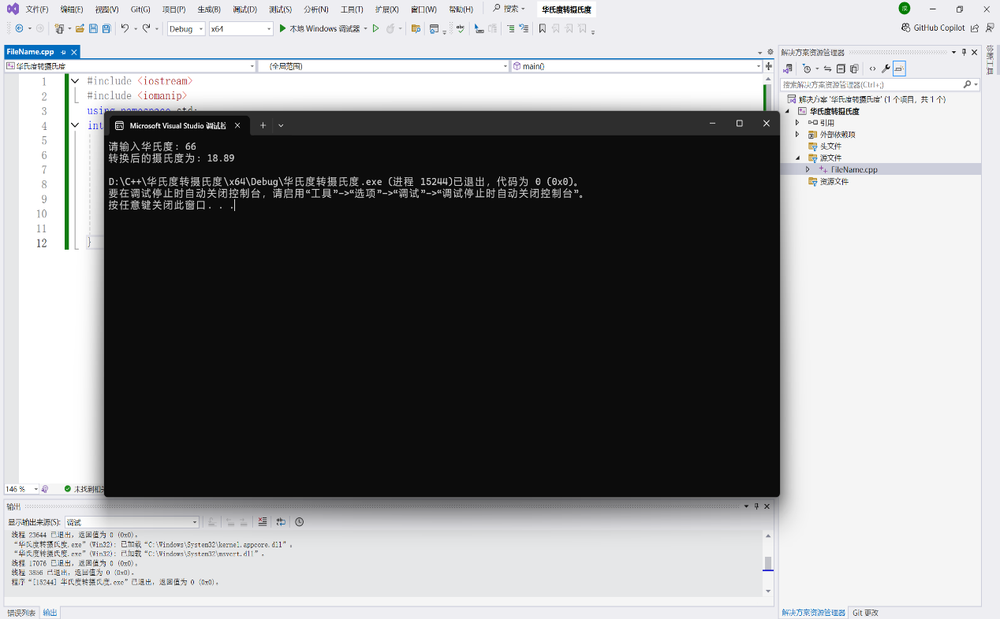 文件(F) 编辑(E) 视图(V) Git(G) 项目(P) 生成(B) 调试(D) 测试(S) 分析(N) 工具(T) 扩展(X) 窗口(W) 帮助(H) 搜索 华氏度转摄氏度
Debug x64 本地 Windows 调试器 GitHub Copilot
FileName.cpp
华氏度转摄氏度 (全局范围) main()
1 #include <iostream>
2 #include <iomanip>
3 using namespace std;
4 int
5
6
7
8
9
10
11
12 }
Microsoft Visual Studio 调试控
请输入华氏度: 66
转换后的摄氏度为: 18.89
D:\C++\华氏度转摄氏度\x64\Debug\华氏度转摄氏度.exe (进程 15244)已退出，代码为 0 (0x0)。
要在调试停止时自动关闭控制台，请启用“工具”->“选项”->“调试”->“调试停止时自动关闭控制台”。
按任意键关闭此窗口. . .
146 % 未找到相关
输出
显示输出来源(S): 调试
线程 23644 已退出，返回值为 0 (0x0)。
“华氏度转摄氏度.exe”(Win32): 已加载“C:\Windows\System32\kernel.appcore.dll”。
“华氏度转摄氏度.exe”(Win32): 已加载“C:\Windows\System32\msvcrt.dll”。
线程 17076 已退出，返回值为 0 (0x0)。
线程 3856 已退出，返回值为 0 (0x0)。
程序“[15244] 华氏度转摄氏度.exe”已退出，返回值为 0 (0x0)。
错误列表 输出
解决方案资源管理器
搜索解决方案资源管理器(Ctrl+;)
解决方案 '华氏度转摄氏度' (1 个项目，共 1 个)
华氏度转摄氏度
引用
外部依赖项
头文件
源文件
FileName.cpp
资源文件
解决方案资源管理器 Git 更改
诊断工具